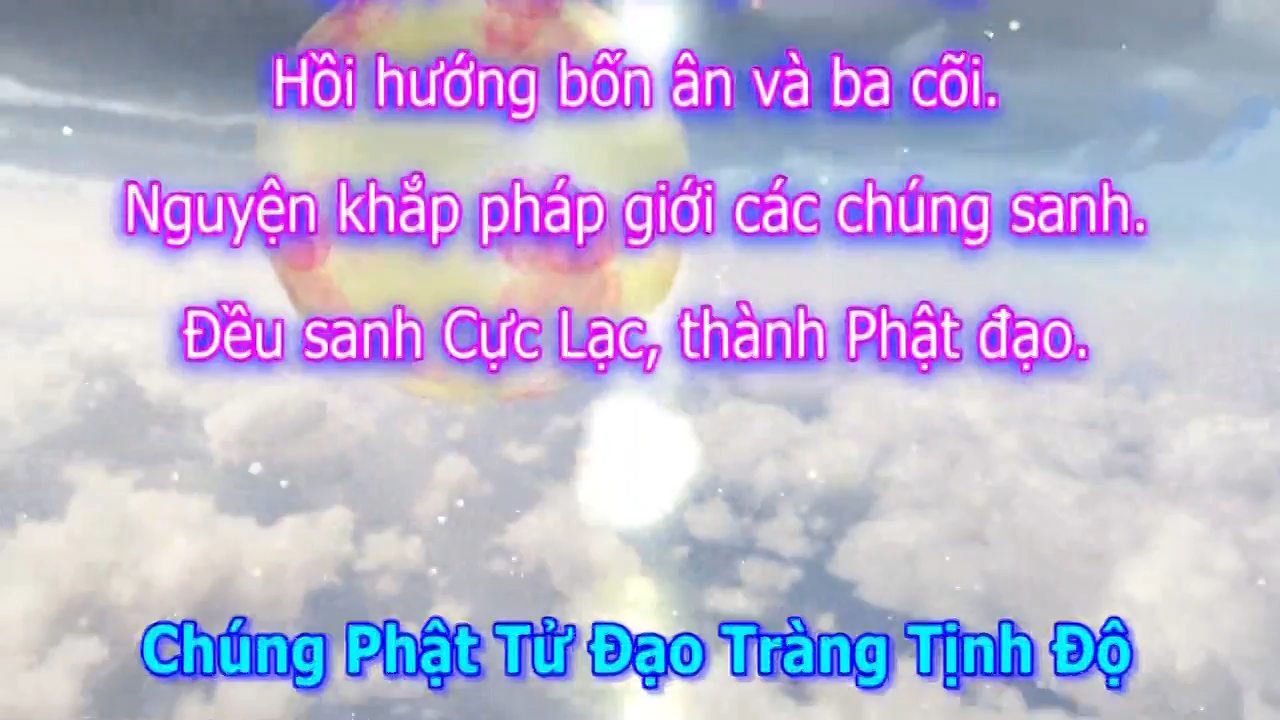 Hồi hướng bốn ân và ba cõi.
Nguyện khắp pháp giới các chúng sanh.
Đều sanh Cực Lạc, thành Phật đạo.
Chúng Phật Tử Đạo Tràng Tịnh Độ